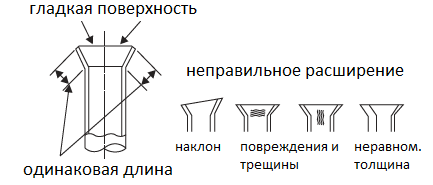 гладкая поверхность
неправильное расширение
наклон
повреждения и
трещины
неравном.
толщина
одинаковая длина